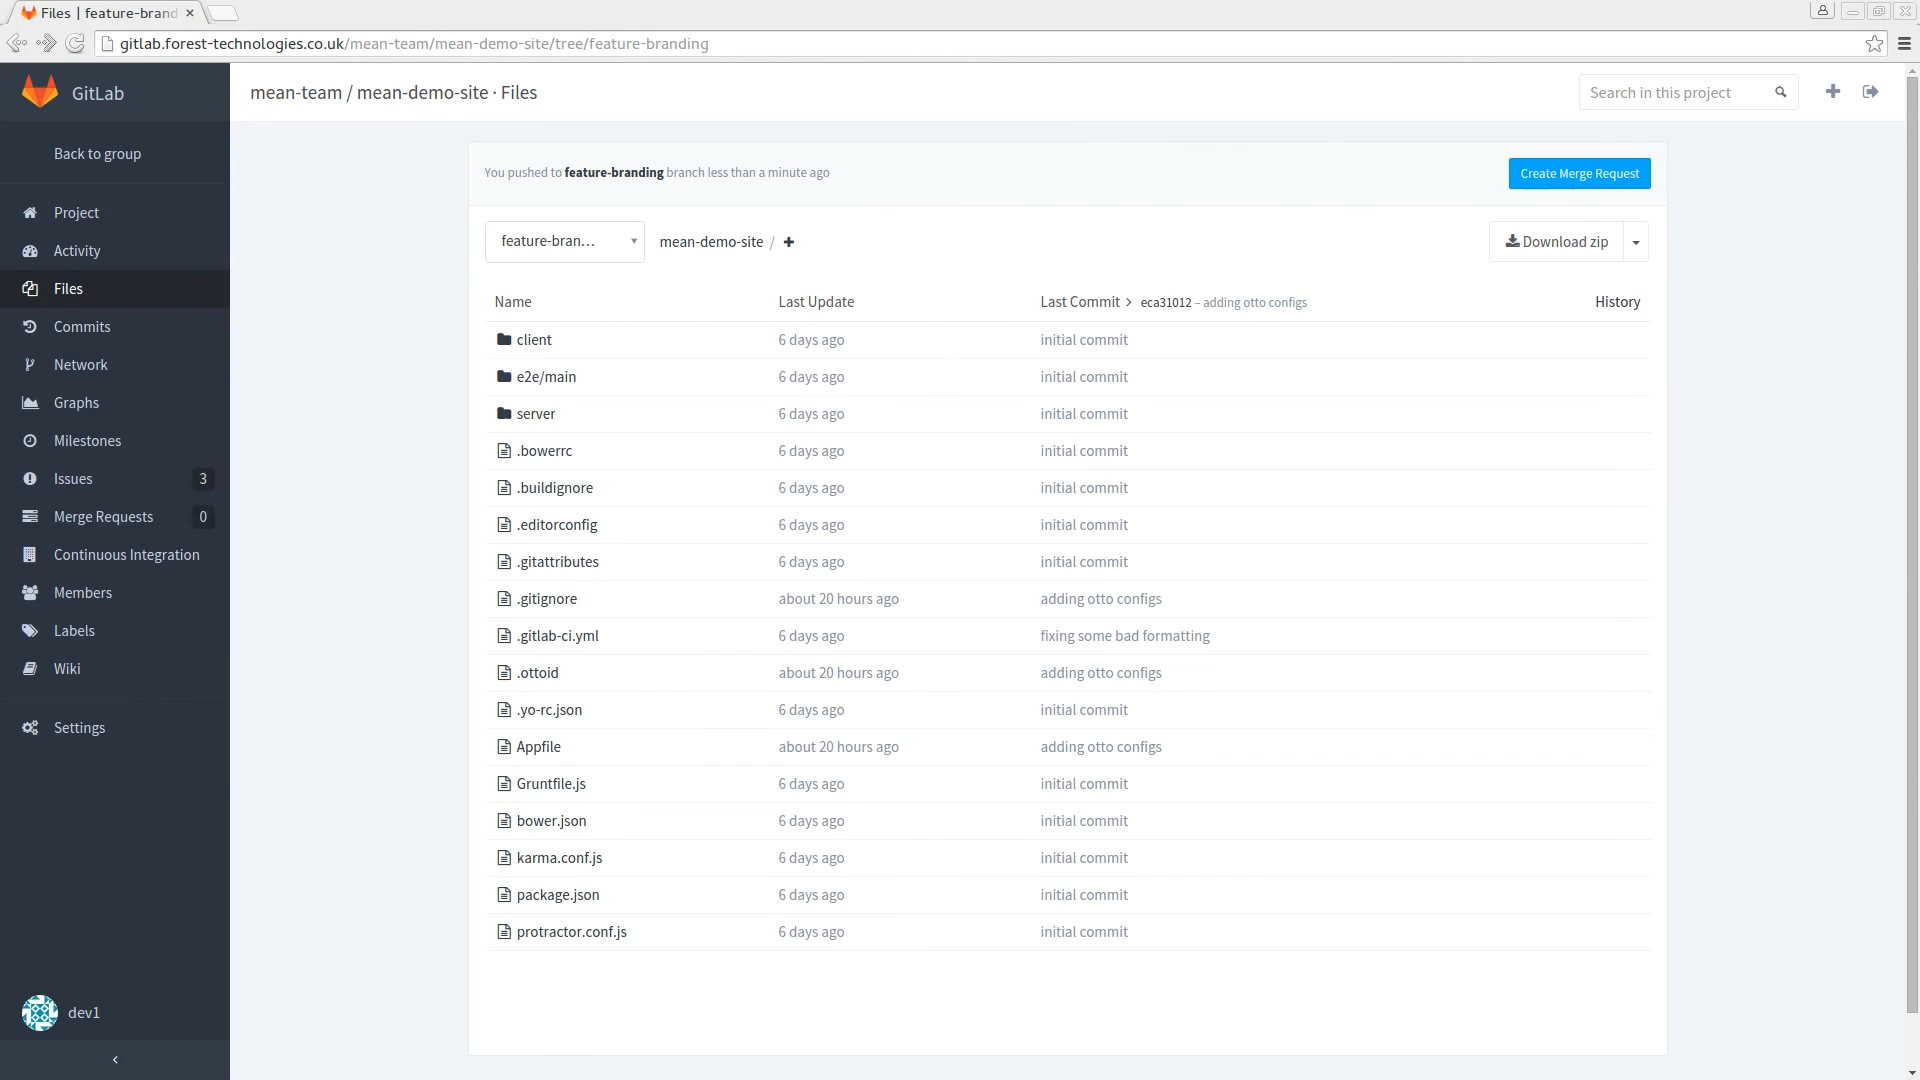 Files | feature-brand
gitlab.forest-technologies.co.uk/mean-team/mean-demo-site/tree/feature-branding
GitLab
mean-team / mean-demo-site · Files
Search in this project
Back to group
You pushed to feature-branding branch less than a minute ago
Create Merge Request
Project
Activity
Files
Commits
Network
Graphs
Milestones
Issues 3
Merge Requests 0
Continuous Integration
Members
Labels
Wiki
Settings
dev1
feature-bran...
mean-demo-site /
Download zip
Name Last Update Last Commit > eca31012 – adding otto configs History
client 6 days ago initial commit
e2e/main 6 days ago initial commit
server 6 days ago initial commit
.bowerrc 6 days ago initial commit
.buildignore 6 days ago initial commit
.editorconfig 6 days ago initial commit
.gitattributes 6 days ago initial commit
.gitignore about 20 hours ago adding otto configs
.gitlab-ci.yml 6 days ago fixing some bad formatting
.ottoid about 20 hours ago adding otto configs
.yo-rc.json 6 days ago initial commit
Appfile about 20 hours ago adding otto configs
Gruntfile.js 6 days ago initial commit
bower.json 6 days ago initial commit
karma.conf.js 6 days ago initial commit
package.json 6 days ago initial commit
protractor.conf.js 6 days ago initial commit